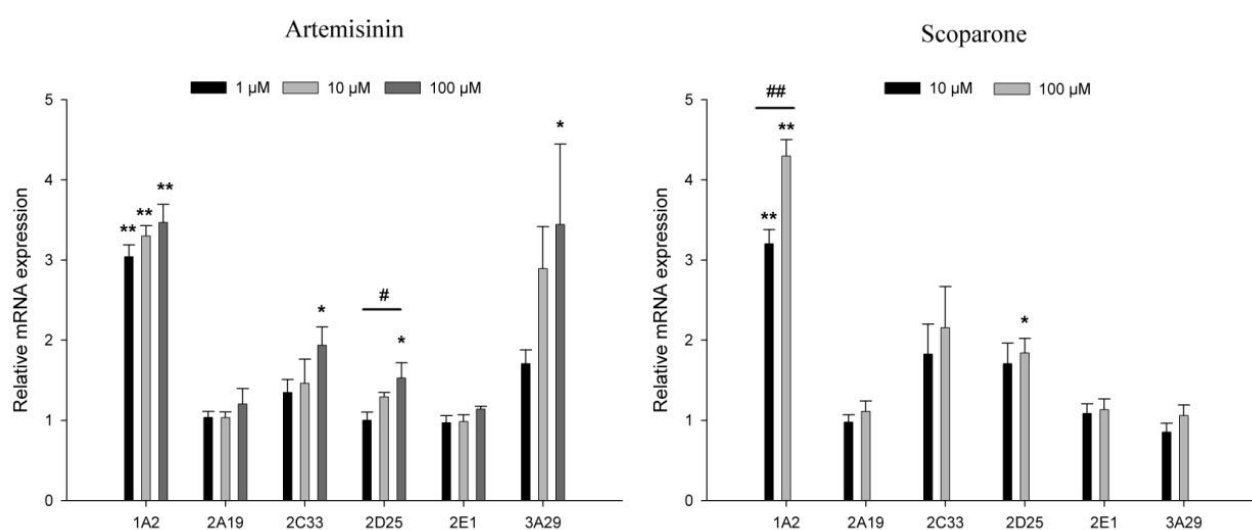 Artemisinin
1 µM 10 µM 100 µM
Relative mRNA expression
5
4
3
2
1
0
** ** **
*
#
*
*
1A2 2A19 2C33 2D25 2E1 3A29
Scoparone
10 µM 100 µM
Relative mRNA expression
5
4
3
2
1
0
##
**
**
*
1A2 2A19 2C33 2D25 2E1 3A29